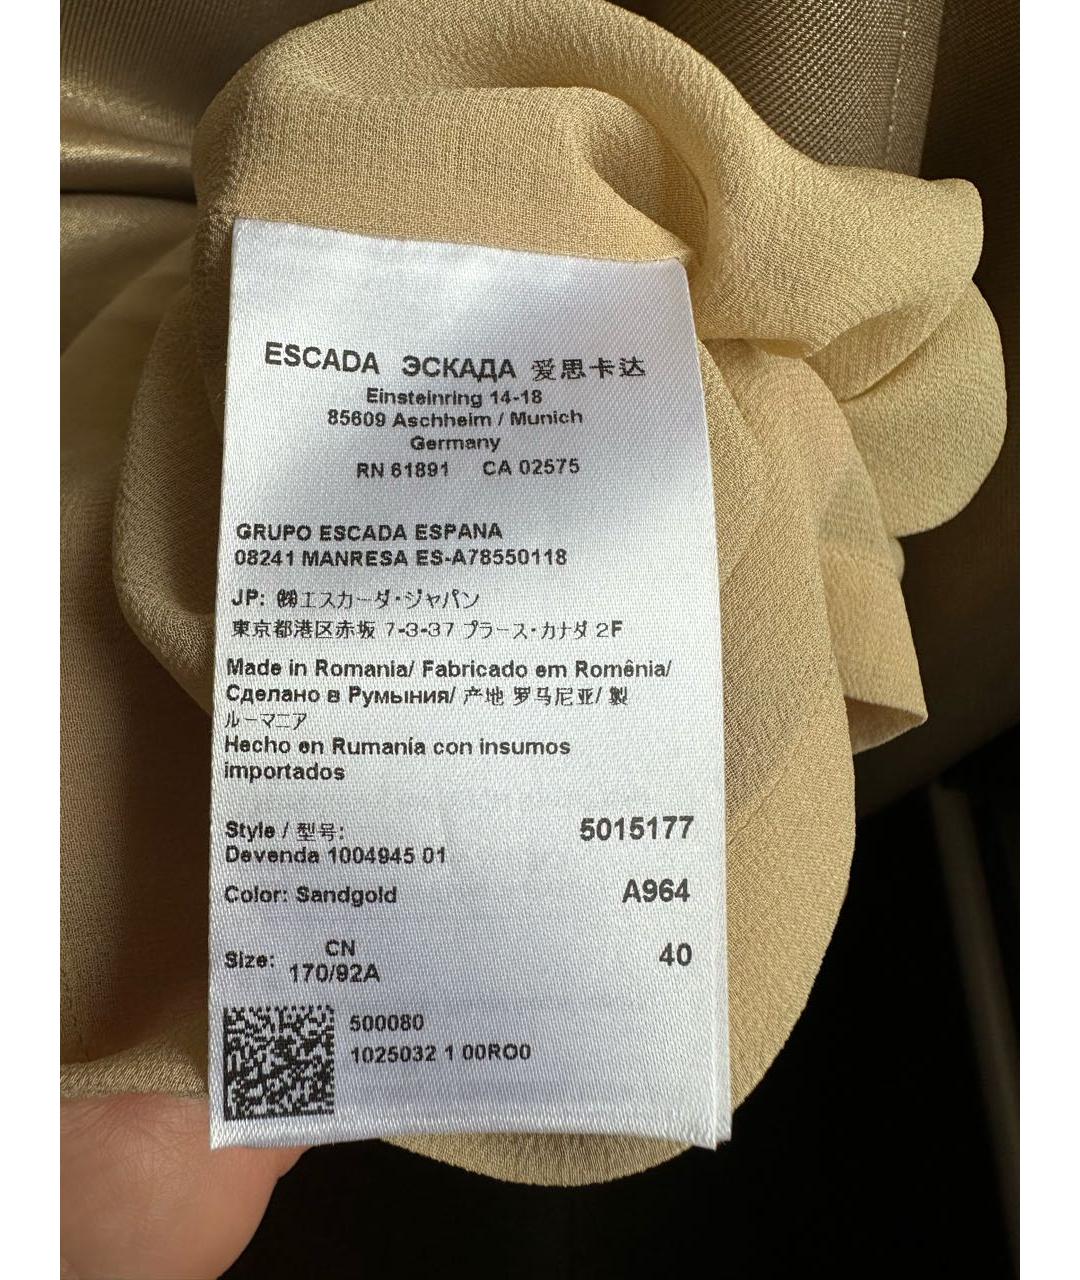 ESCADA ЭСКАДА 爱思卡达
Einsteinring 14-18
85609 Aschheim / Munich
Germany
RN 61891 CA 02575
GRUPO ESCADA ESPANA
08241 MANRESA ES-A78550118
JP: ㈱エスカーダ・ジャパン
東京都港区赤坂 7-3-37 プラース・カナダ 2F
Made in Romania/ Fabricado em Romênia/
Сделано в Румыния/ 产地 罗马尼亚/ 製
ルーマニア
Hecho en Rumanía con insumos
importados
Style / 型号: 5015177
Devenda 1004945 01
Color: Sandgold A964
Size: CN 40
170/92A
500080
1025032 1 00RO0